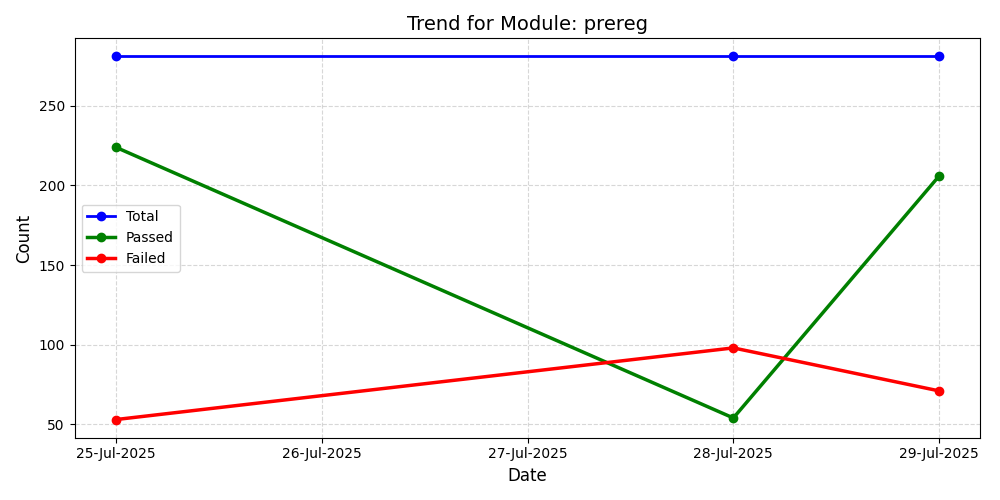 Trend for Module: prereg
Count
250
200
150
100
50
Total
Passed
Failed
25-Jul-2025
26-Jul-2025
27-Jul-2025
28-Jul-2025
29-Jul-2025
Date